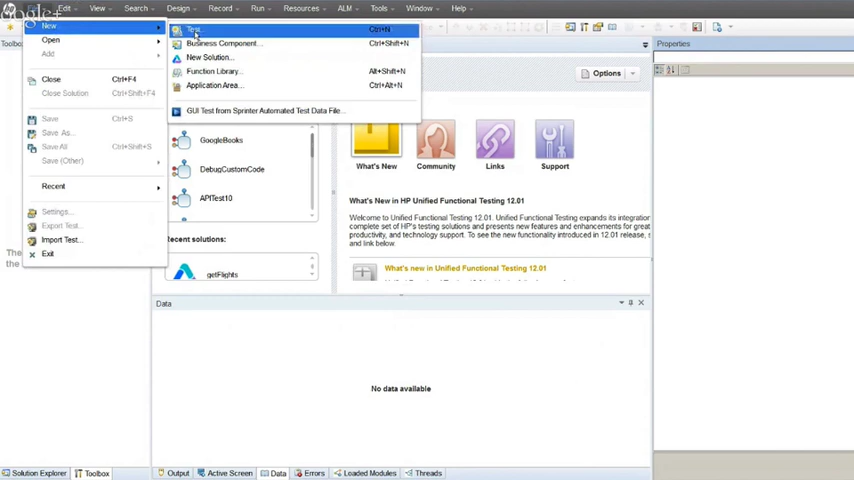 Google+
Edit View Search Design Record Run Resources ALM Tools Window Help
New
Open
Add
Close Ctrl+F4
Close Solution Ctrl+Shift+F4
Save Ctrl+S
Save As...
Save All Ctrl+Shift+S
Save (Other)
Recent
Settings...
Export Test...
Import Test...
Exit
Test... Ctrl+N
Business Component... Ctrl+Shift+N
New Solution...
Function Library... Alt+Shift+N
Application Area... Ctrl+Alt+N
GUI Test from Sprinter Automated Test Data File...
Toolbo
The
the
GoogleBooks
DebugCustomCode
APITest10
Recent solutions:
getFlights
Options
What's New Community Links Support
What's New in HP Unified Functional Testing 12.01
Welcome to Unified Functional Testing 12.01. Unified Functional Testing expands its integration
complete set of HP's testing solutions and presents new features and enhancements for great
productivity, and technology support. To see the new functionality introduced in 12.01 release,
and link below.
What's new in Unified Functional Testing 12.01
Properties
Data
No data available
Solution Explorer Toolbox Output Active Screen Data Errors Loaded Modules Threads